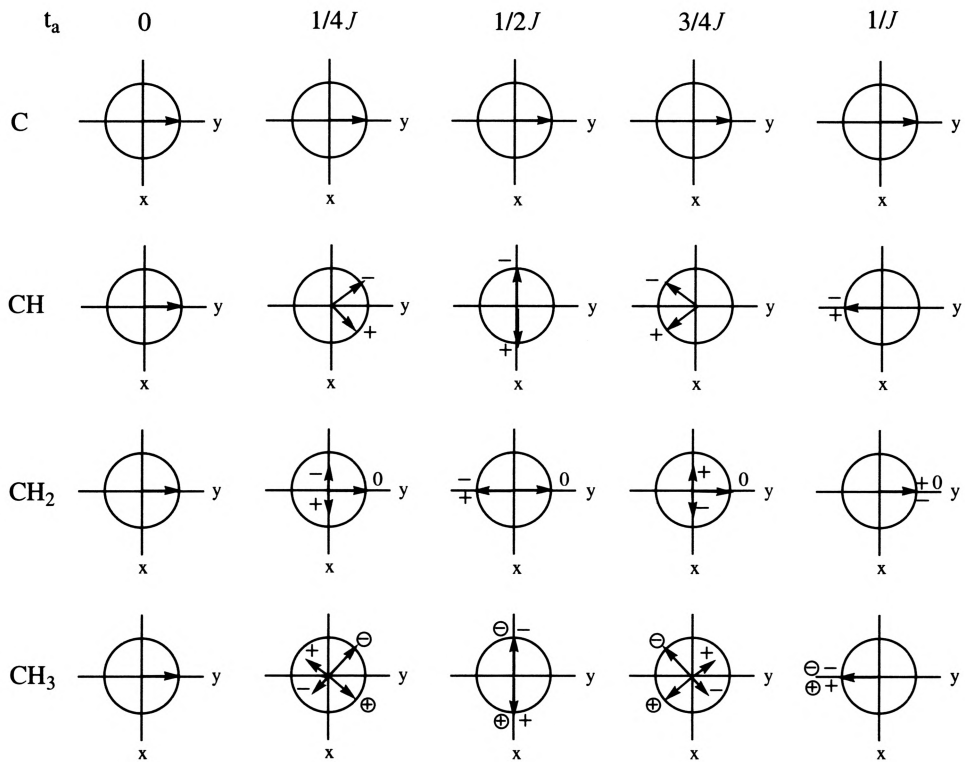 t_a 0 1/4J 1/2J 3/4J 1/J
C y y y y y
x x x x x
CH y - + y - + y - + y - + y
x x x x x
CH₂ y - + 0 y - + 0 y + - 0 y + 0 - y
x x x x x
CH₃ y + ⊖ - ⊕ y ⊖ - ⊕ + y ⊖ + ⊕ - y ⊖ - ⊕ + y
x x x x x